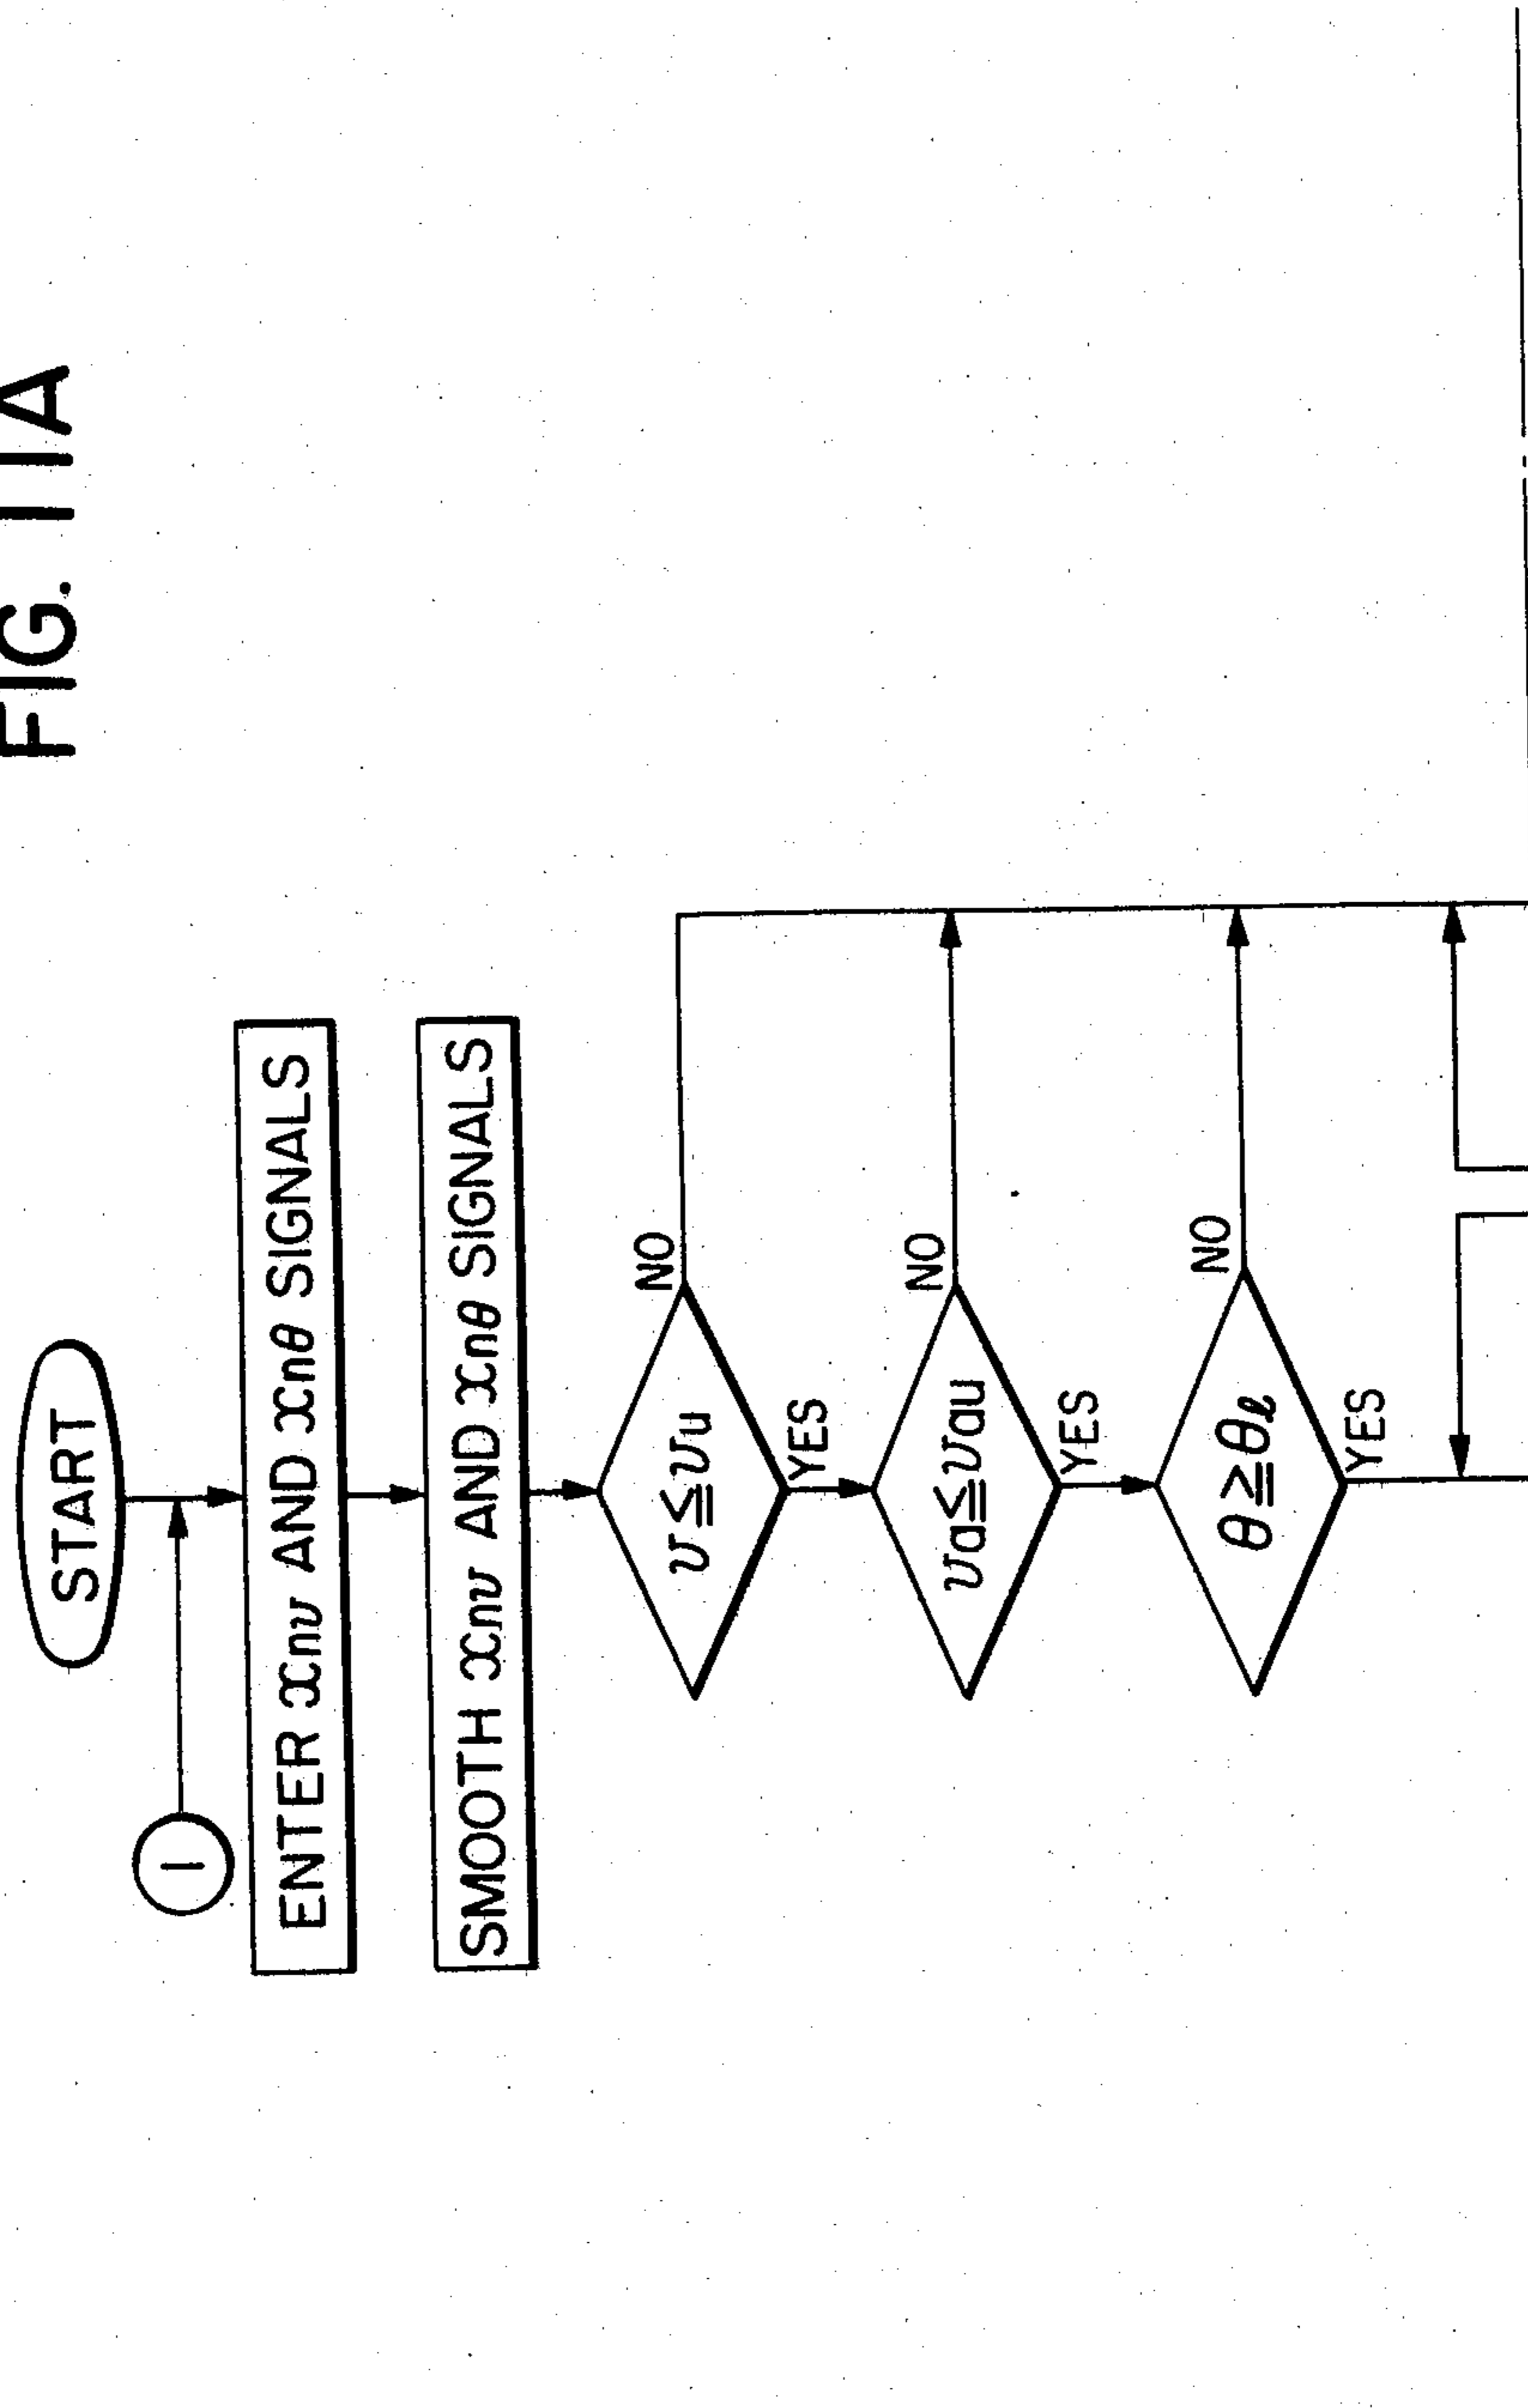 FIG. 11A
START
1
ENTER xnv AND xnθ SIGNALS
SMOOTH xnv AND xnθ SIGNALS
v≦vu
NO
YES
va≦vau
NO
YES
θ≧θℓ
NO
YES